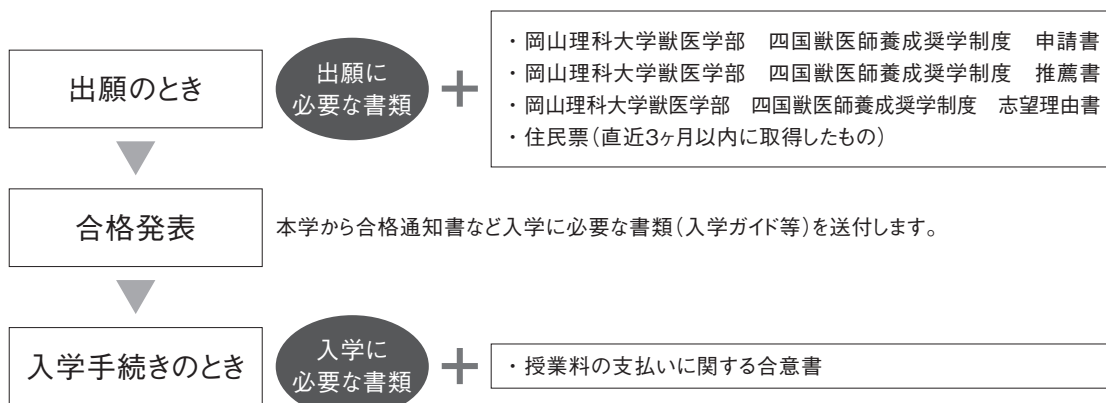 出願のとき
出願に
必要な書類
+
・岡山理科大学獣医学部　四国獣医師養成奨学制度　申請書
・岡山理科大学獣医学部　四国獣医師養成奨学制度　推薦書
・岡山理科大学獣医学部　四国獣医師養成奨学制度　志望理由書
・住民票(直近3ヶ月以内に取得したもの)
合格発表
本学から合格通知書など入学に必要な書類(入学ガイド等)を送付します。
入学手続きのとき
入学に
必要な書類
+
・授業料の支払いに関する合意書